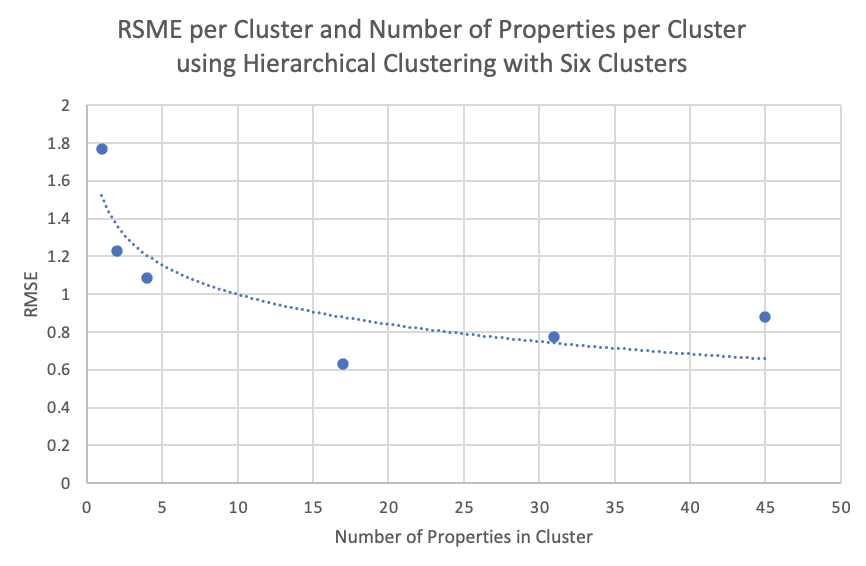 RSME per Cluster and Number of Properties per Cluster
using Hierarchical Clustering with Six Clusters
2
1.8
1.6
1.4
1.2
1
0.8
0.6
0.4
0.2
0
RMSE
0 5 10 15 20 25 30 35 40 45 50
Number of Properties in Cluster